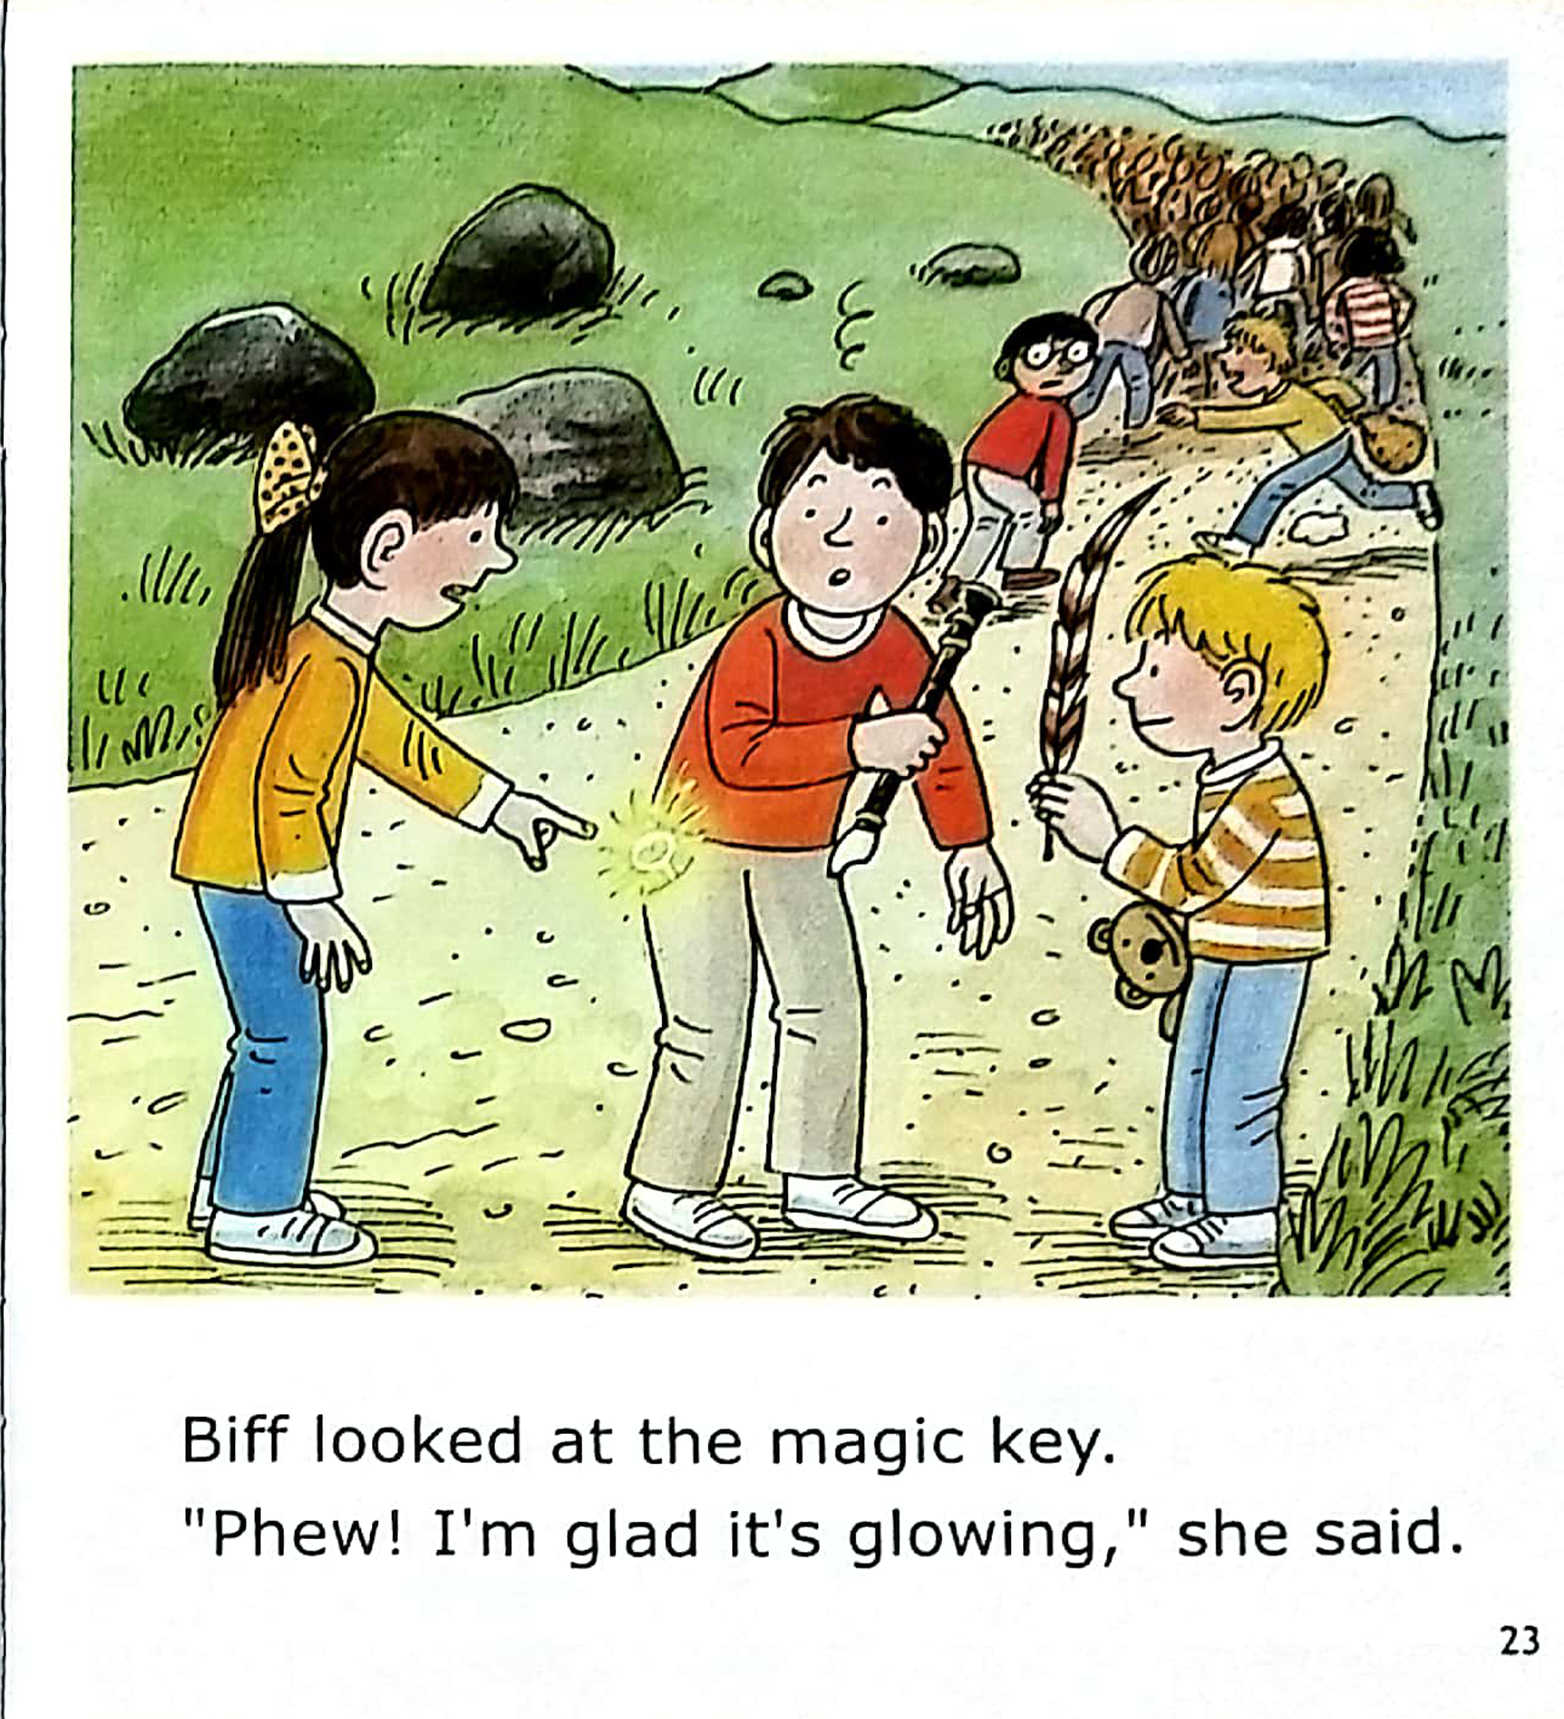 Biff looked at the magic key.
"Phew! I'm glad it's glowing," she said.
23